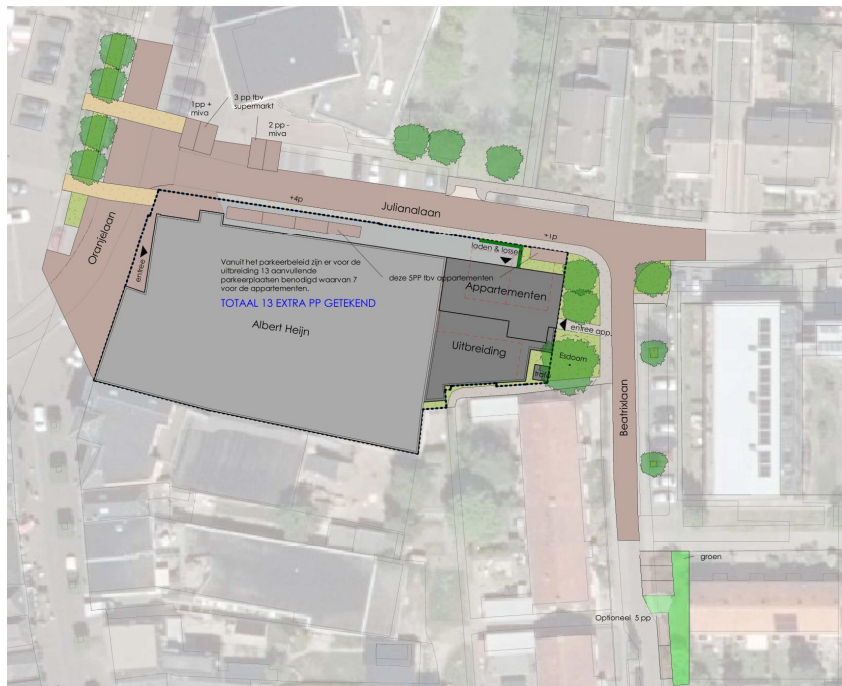 1pp +
miva
3 pp tbv
supermarkt
2 pp -
miva
+4p
Julianalaan
+1p
Oranjelaan
entree
laden & lossen
Vanuit het parkeerbeleid zijn er voor de
uitbreiding 13 aanvullende
parkeerplaatsen benodigd waarvan 7
voor de appartementen.
deze 5PP tbv appartementen
TOTAAL 13 EXTRA PP GETEKEND
Appartementen
Albert Heijn
entree app.
Uitbreiding
Esdoorn
trafo
Beatrixlaan
groen
Optioneel 5 pp